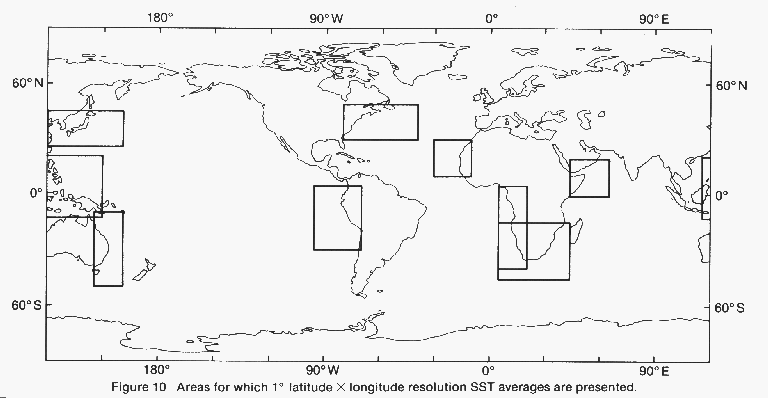 180° 90°W 0° 90°E
60°N 60°N
0° 0°
60°S 60°S
180° 90°W 0° 90°E
Figure 10 Areas for which 1° latitude × longitude resolution SST averages are presented.